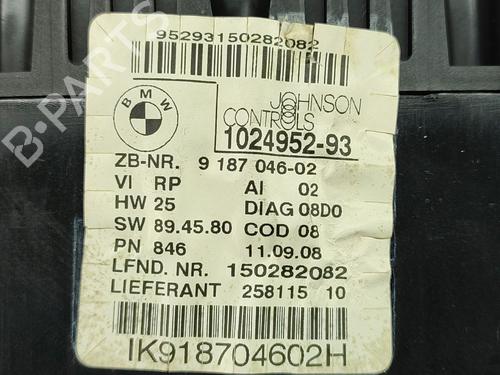 95293150282082
BMW
JOHNSON
CONTROLS
1024952-93
ZB-NR. 9 187 046-02
VI RP AI 02
HW 25 DIAG 08D0
SW 89.45.80 COD 08
PN 846 11.09.08
LFND. NR. 150282082
LIEFERANT 258115 10
IK918704602H
B-PARTS